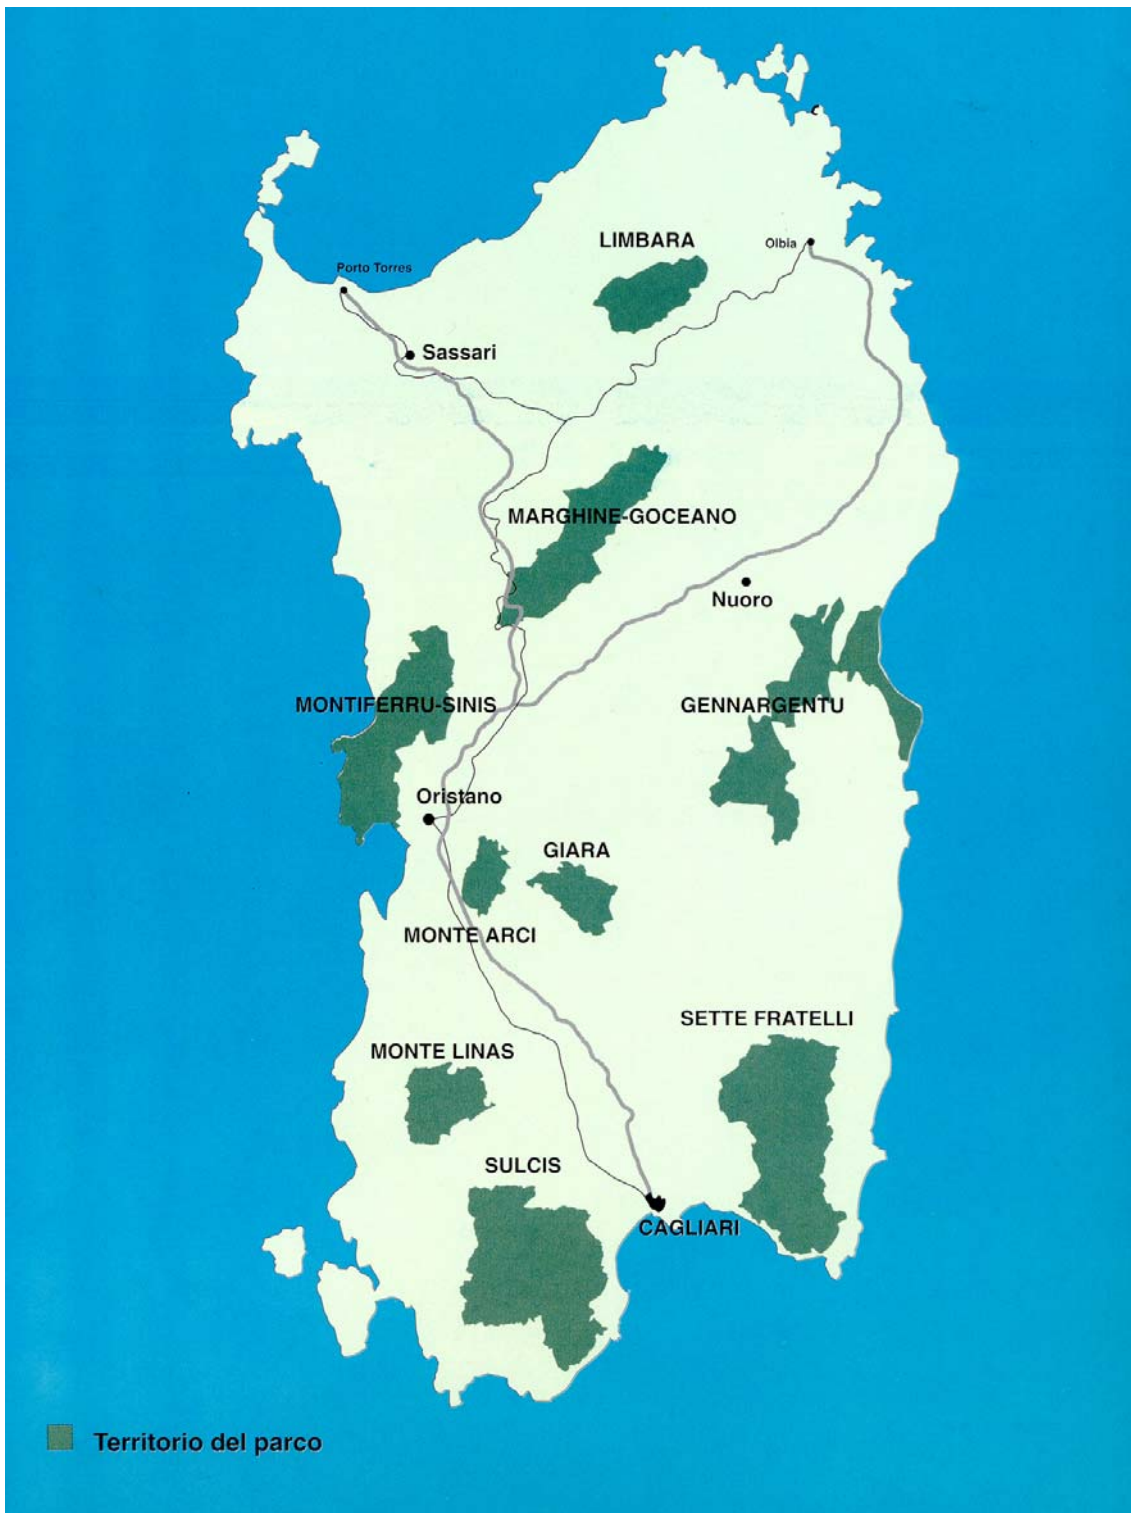 LIMBARA
Olbia
Porto Torres
Sassari
MARGHINE-GOCEANO
Nuoro
MONTIFERRU-SINIS
GENNARGENTU
Oristano
GIARA
MONTE ARCI
SETTE FRATELLI
MONTE LINAS
SULCIS
CAGLIARI
Territorio del parco